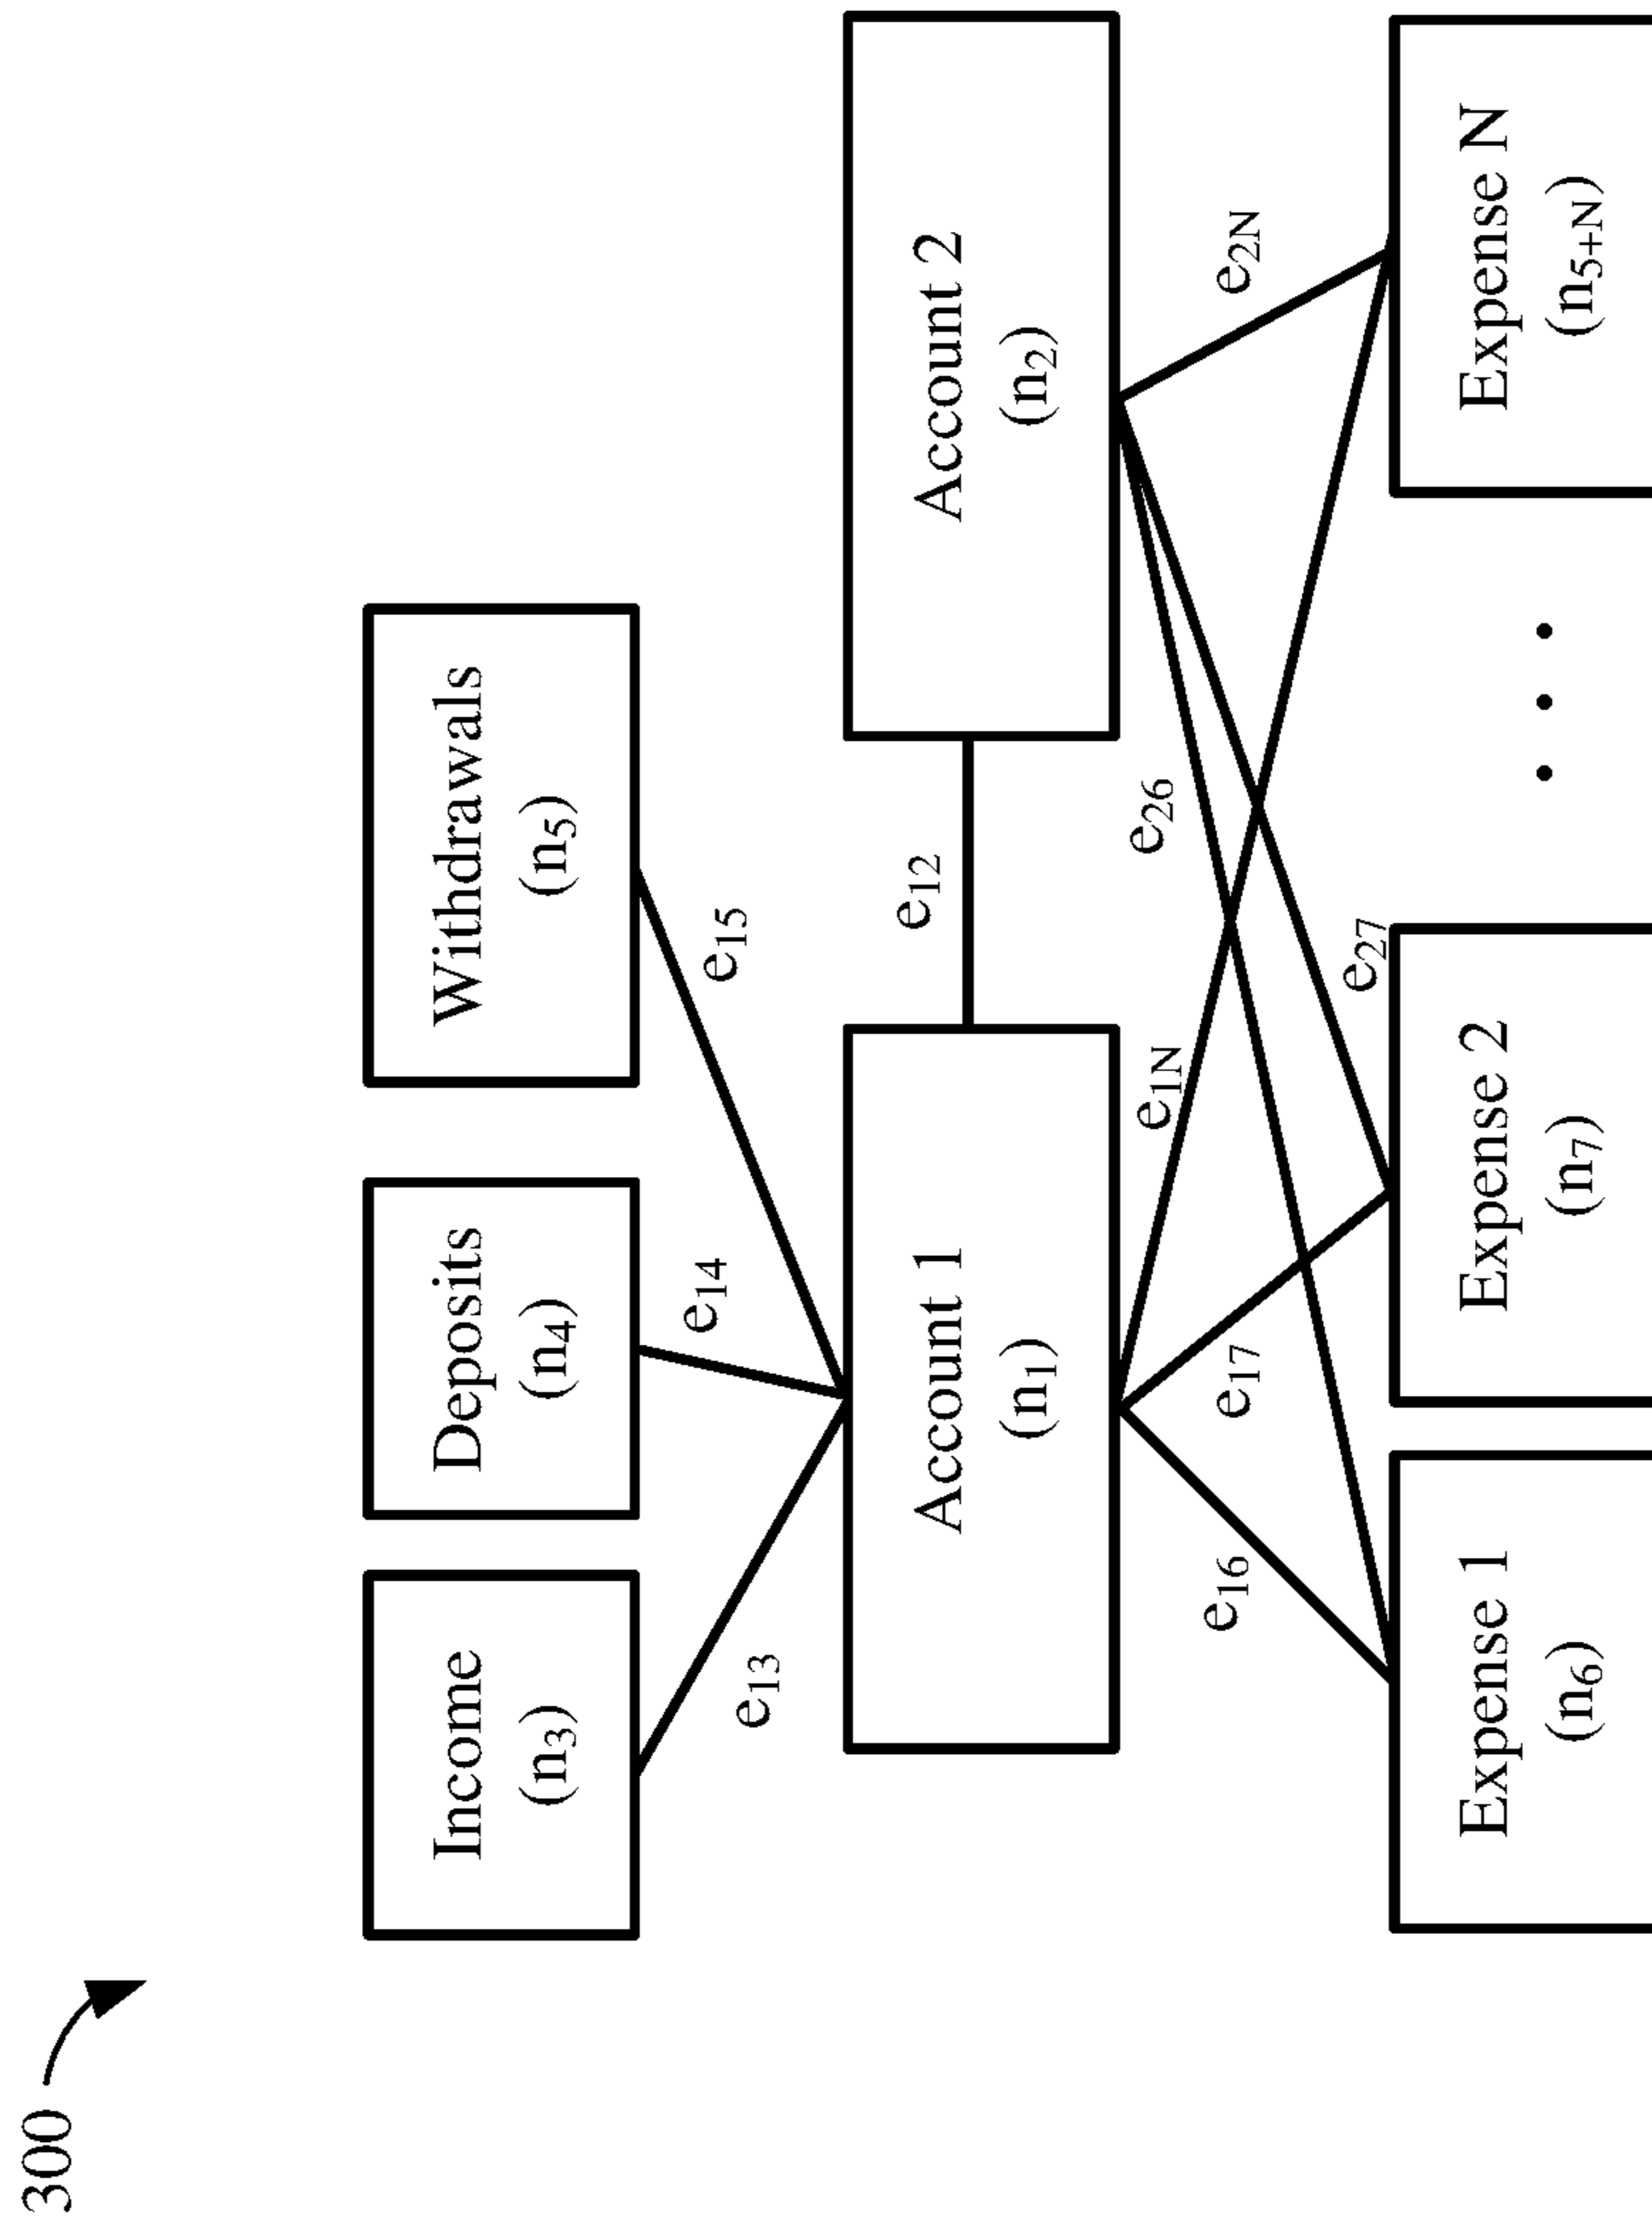 300
Income
(n₃)
Deposits
(n₄)
Withdrawals
(n₅)
e₁₃
e₁₄
e₁₅
Account 1
(n₁)
e₁₂
Account 2
(n₂)
e₁₆
e₁₇
e₁N
e₂₆
e₂₇
e₂N
Expense 1
(n₆)
Expense 2
(n₇)
• • •
Expense N
(n₅₊N)